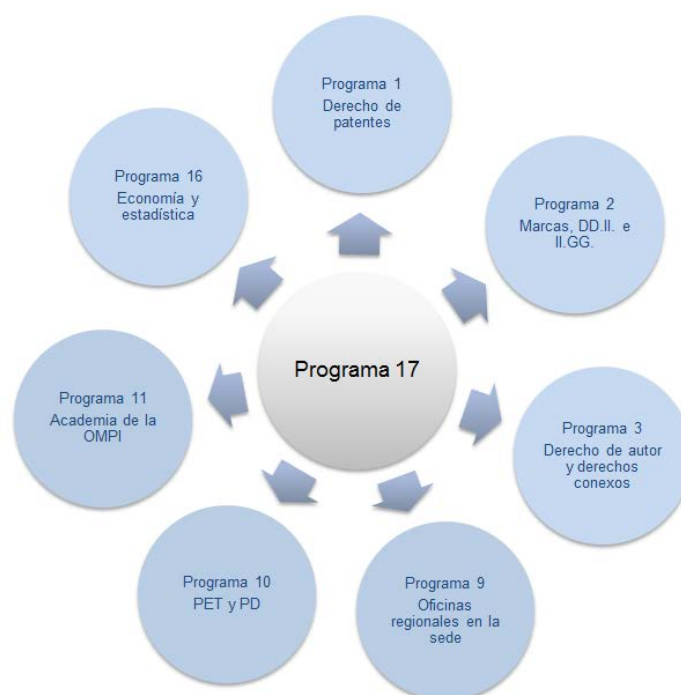 Programa 1
Derecho de
patentes
Programa 2
Marcas, DD.II. e
II.GG.
Programa 3
Derecho de autor
y derechos
conexos
Programa 9
Oficinas
regionales en la
sede
Programa 10
PET y PD
Programa 11
Academia de la
OMPI
Programa 16
Economía y
estadística
Programa 17